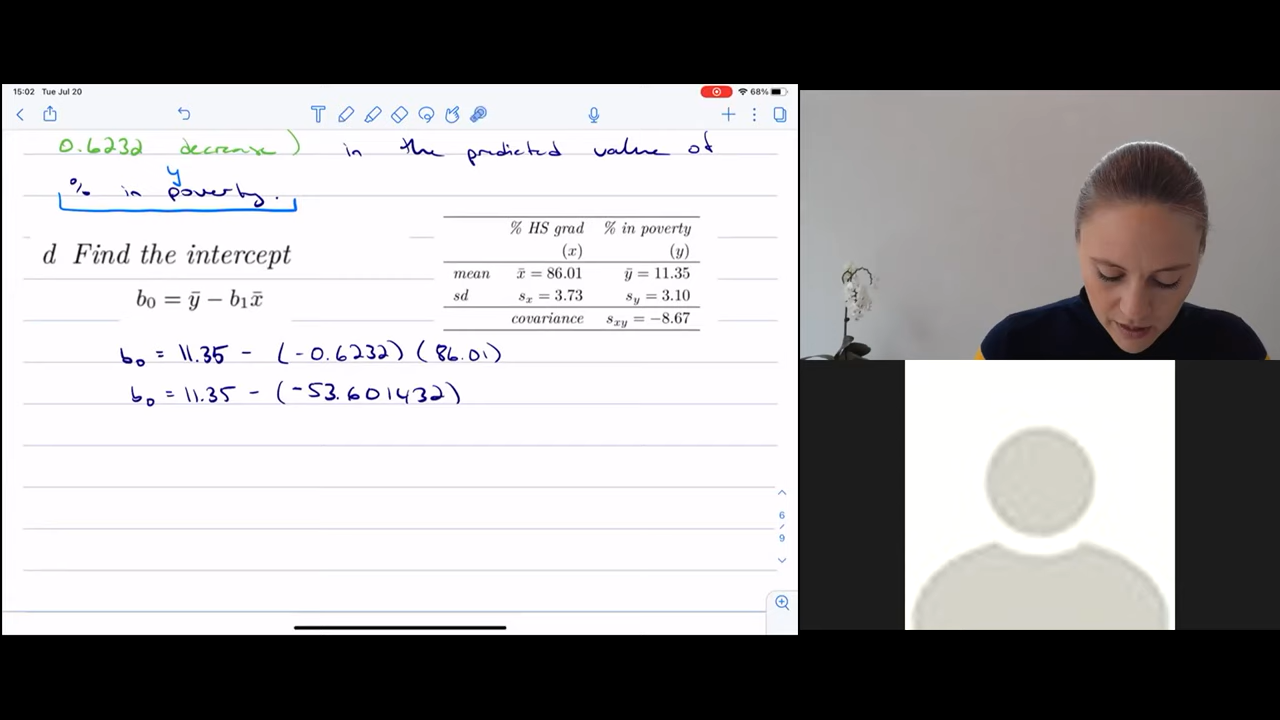 15:02 Tue Jul 20
68%
T
0.6232 decrease) in the predicted value of
y
% in poverty.
d Find the intercept
b₀ = ȳ − b₁x̄
% HS grad % in poverty
(x) (y)
mean x̄ = 86.01 ȳ = 11.35
sd sₓ = 3.73 s_y = 3.10
covariance s_xy = −8.67
b₀ = 11.35 − (-0.6232)(86.01)
b₀ = 11.35 − (-53.601432)
6
/
9